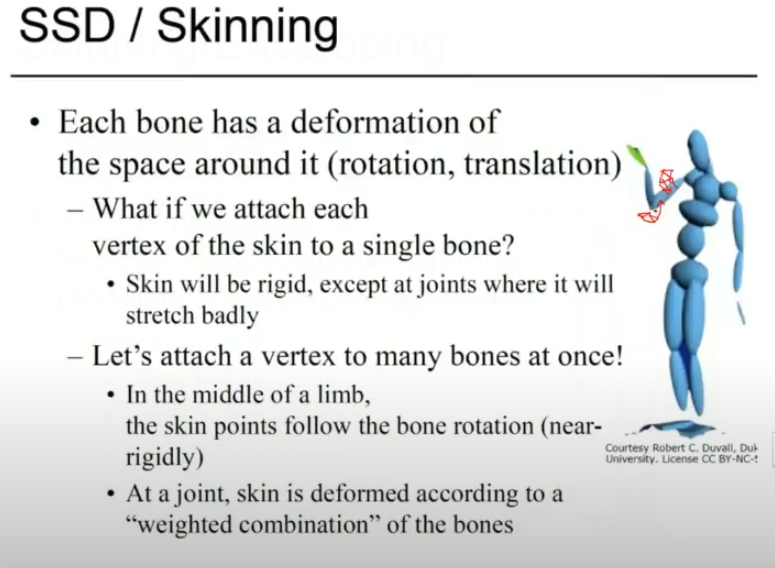 SSD / Skinning
• Each bone has a deformation of
the space around it (rotation, translation)
– What if we attach each
vertex of the skin to a single bone?
• Skin will be rigid, except at joints where it will
stretch badly
– Let’s attach a vertex to many bones at once!
• In the middle of a limb,
the skin points follow the bone rotation (near-
rigidly)
• At a joint, skin is deformed according to a
“weighted combination” of the bones
Courtesy Robert C. Duvall,
University. License CC BY-NC-